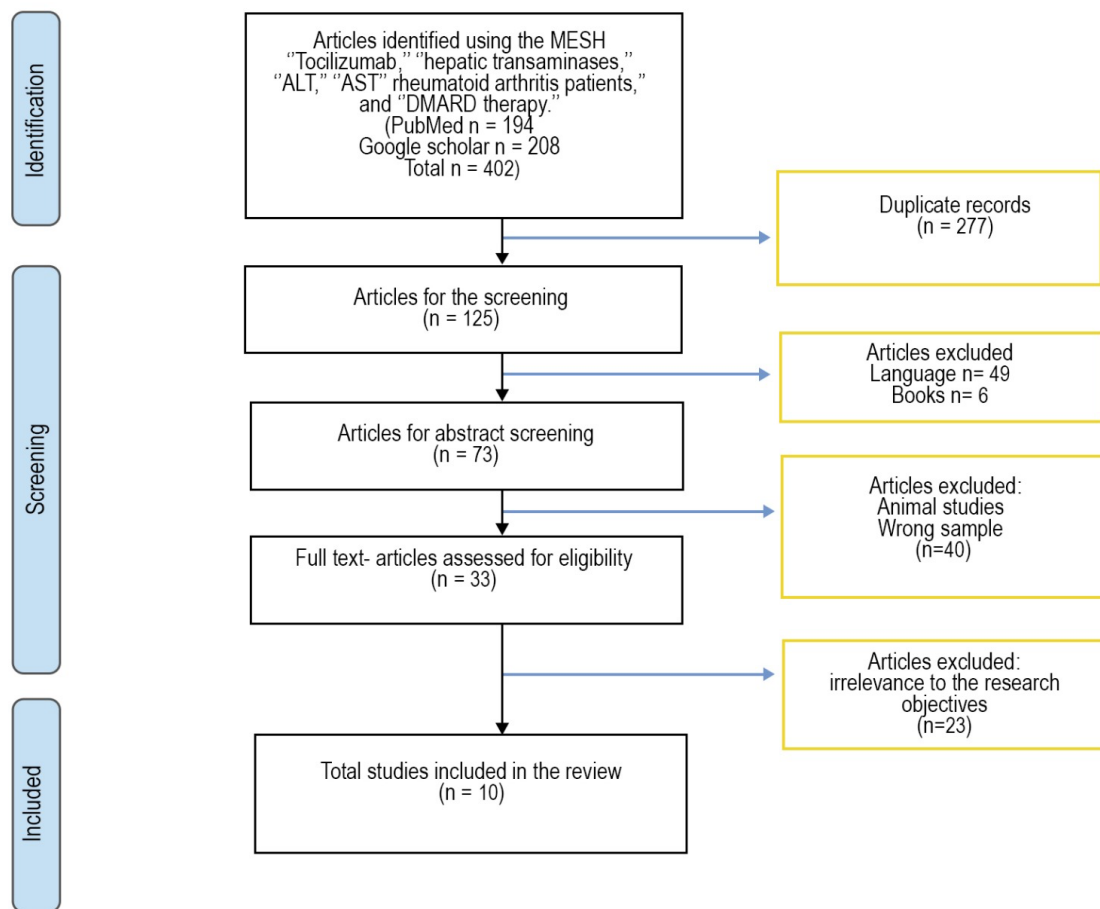 Identification
Articles identified using the MESH
‘’Tocilizumab,’’ ‘’hepatic transaminases,’’
‘’ALT,’’ ‘’AST’’ rheumatoid arthritis patients,’’
and ‘’DMARD therapy.’’
(PubMed n = 194
Google scholar n = 208
Total n = 402)
Duplicate records
(n = 277)
Screening
Articles for the screening
(n = 125)
Articles excluded
Language n= 49
Books n= 6
Articles for abstract screening
(n = 73)
Articles excluded:
Animal studies
Wrong sample
(n=40)
Full text- articles assessed for eligibility
(n = 33)
Articles excluded:
irrelevance to the research
objectives
(n=23)
Included
Total studies included in the review
(n = 10)